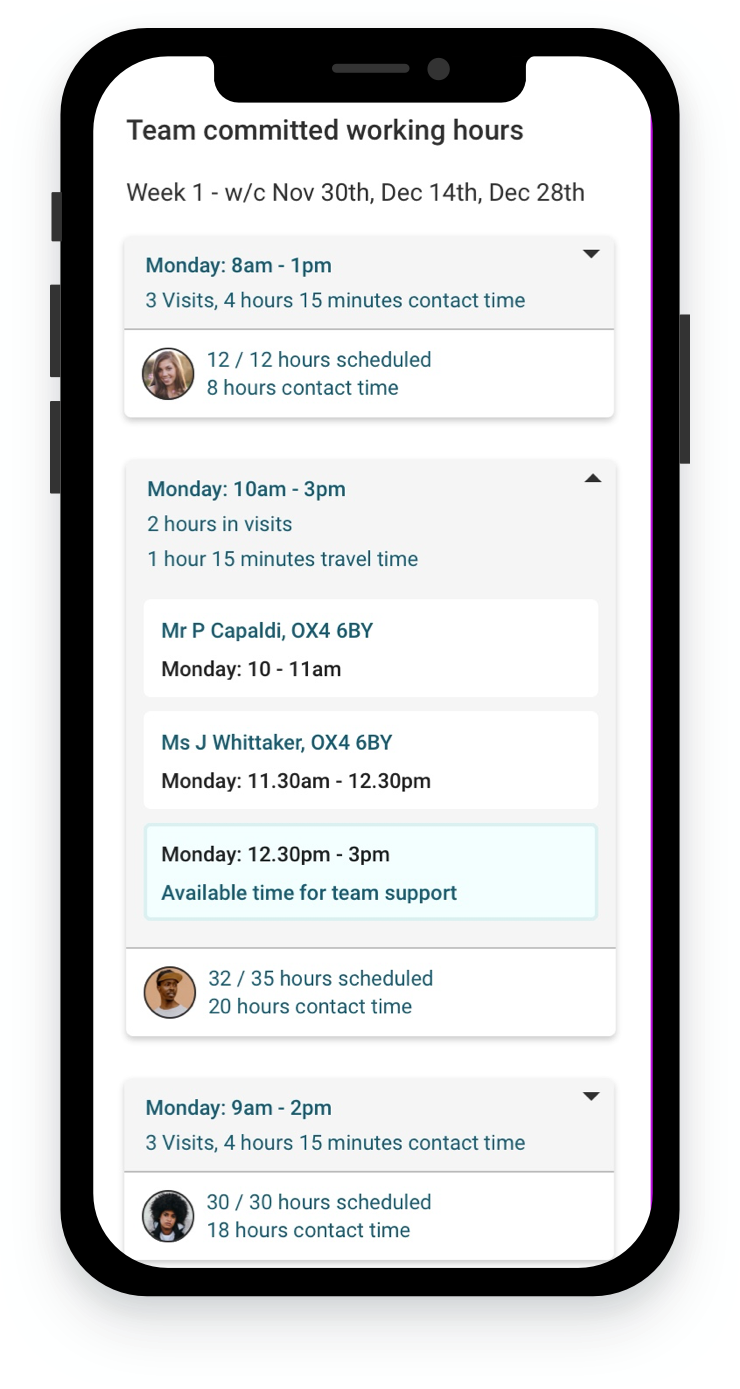 Team committed working hours
Week 1 - w/c Nov 30th, Dec 14th, Dec 28th
Monday: 8am - 1pm
3 Visits, 4 hours 15 minutes contact time
12 / 12 hours scheduled
8 hours contact time
Monday: 10am - 3pm
2 hours in visits
1 hour 15 minutes travel time
Mr P Capaldi, OX4 6BY
Monday: 10 - 11am
Ms J Whittaker, OX4 6BY
Monday: 11.30am - 12.30pm
Monday: 12.30pm - 3pm
Available time for team support
32 / 35 hours scheduled
20 hours contact time
Monday: 9am - 2pm
3 Visits, 4 hours 15 minutes contact time
30 / 30 hours scheduled
18 hours contact time